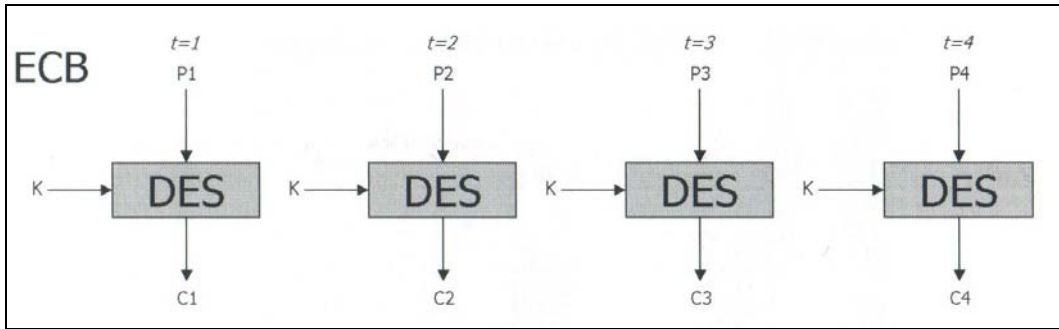 ECB
t=1 t=2 t=3 t=4
P1 P2 P3 P4
K DES K DES K DES K DES
C1 C2 C3 C4